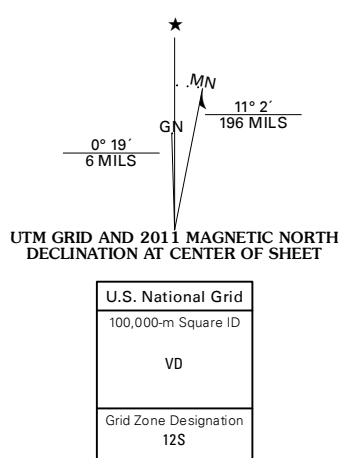 ★
MN
11° 2´
196 MILS
GN
0° 19´
6 MILS
UTM GRID AND 2011 MAGNETIC NORTH
DECLINATION AT CENTER OF SHEET
U.S. National Grid
100,000-m Square ID
VD
Grid Zone Designation
12S